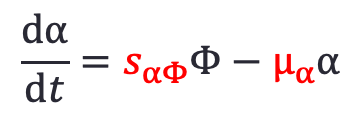 dα/dt = s_αΦ Φ − μ_α α